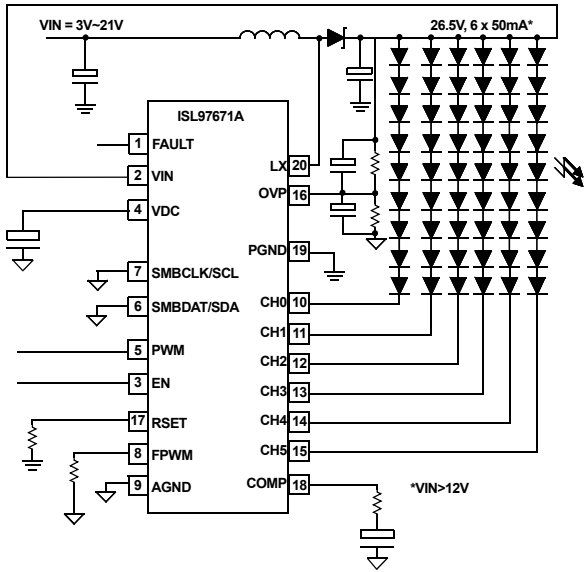 VIN = 3V~21V
26.5V, 6 x 50mA*
ISL97671A
1 FAULT
2 VIN
4 VDC
7 SMBCLK/SCL
6 SMBDAT/SDA
5 PWM
3 EN
17 RSET
8 FPWM
9 AGND
LX 20
OVP 16
PGND 19
CH0 10
CH1 11
CH2 12
CH3 13
CH4 14
CH5 15
COMP 18
*VIN>12V